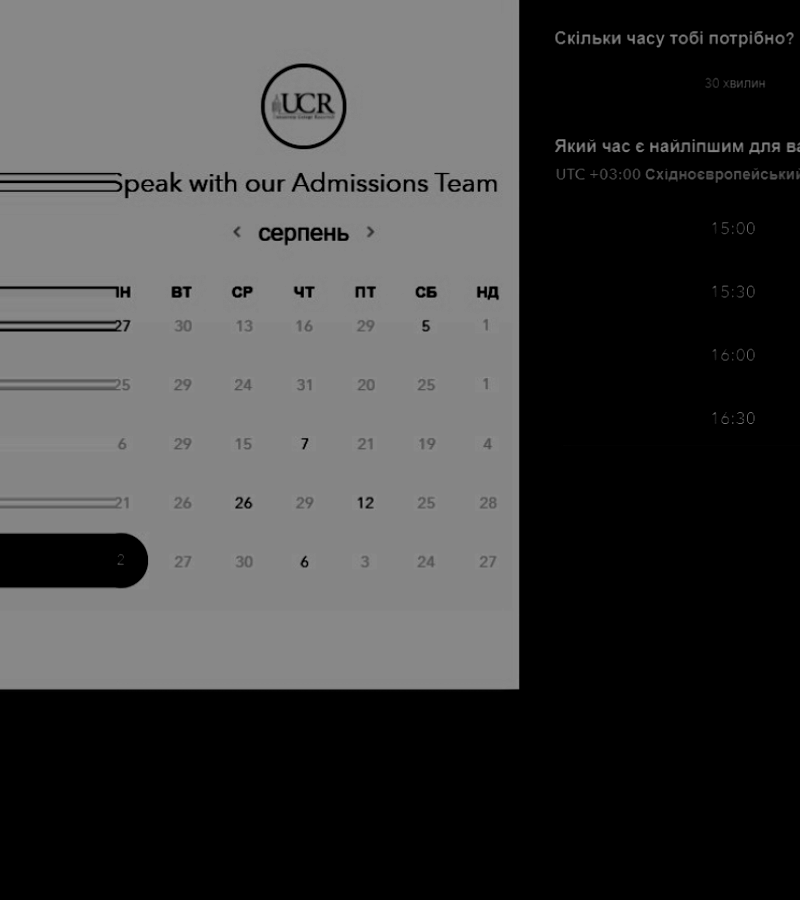 UCR
Speak with our Admissions Team
серпень
ПН ВТ СР ЧТ ПТ СБ НД
27 30 13 16 29 5 1
25 29 24 31 20 25 1
6 29 15 7 21 19 4
21 26 26 29 12 25 28
2 27 30 6 3 24 27
Скільки часу тобі потрібно?
30 хвилин
Який час є найліпшим для ва
UTC +03:00 Східноєвропейський
15:00
15:30
16:00
16:30